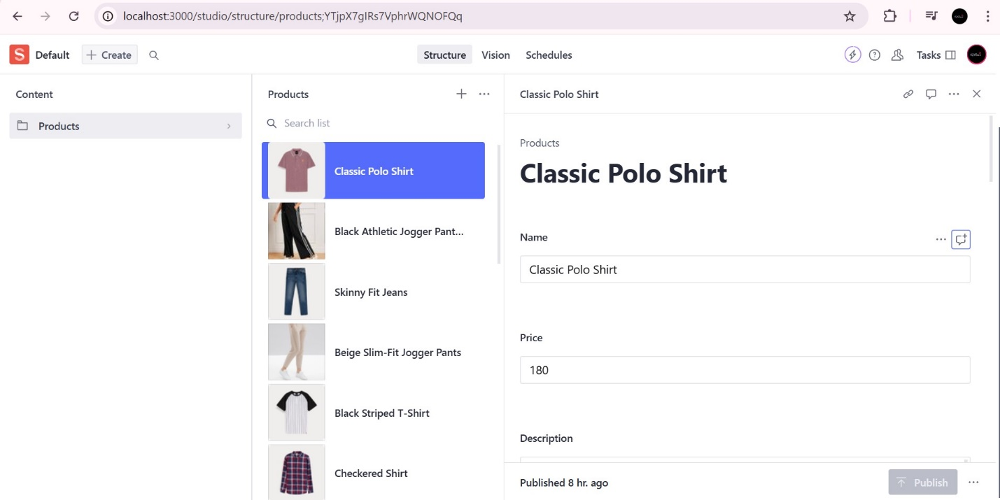 localhost:3000/studio/structure/products;YTjpX7gIRs7VphrWQNOFQq
S Default + Create Structure Vision Schedules Tasks
Content
Products
Products
Search list
Classic Polo Shirt
Black Athletic Jogger Pant...
Skinny Fit Jeans
Beige Slim-Fit Jogger Pants
Black Striped T-Shirt
Checkered Shirt
Classic Polo Shirt
Products
Classic Polo Shirt
Name
Classic Polo Shirt
Price
180
Description
Published 8 hr. ago
Publish